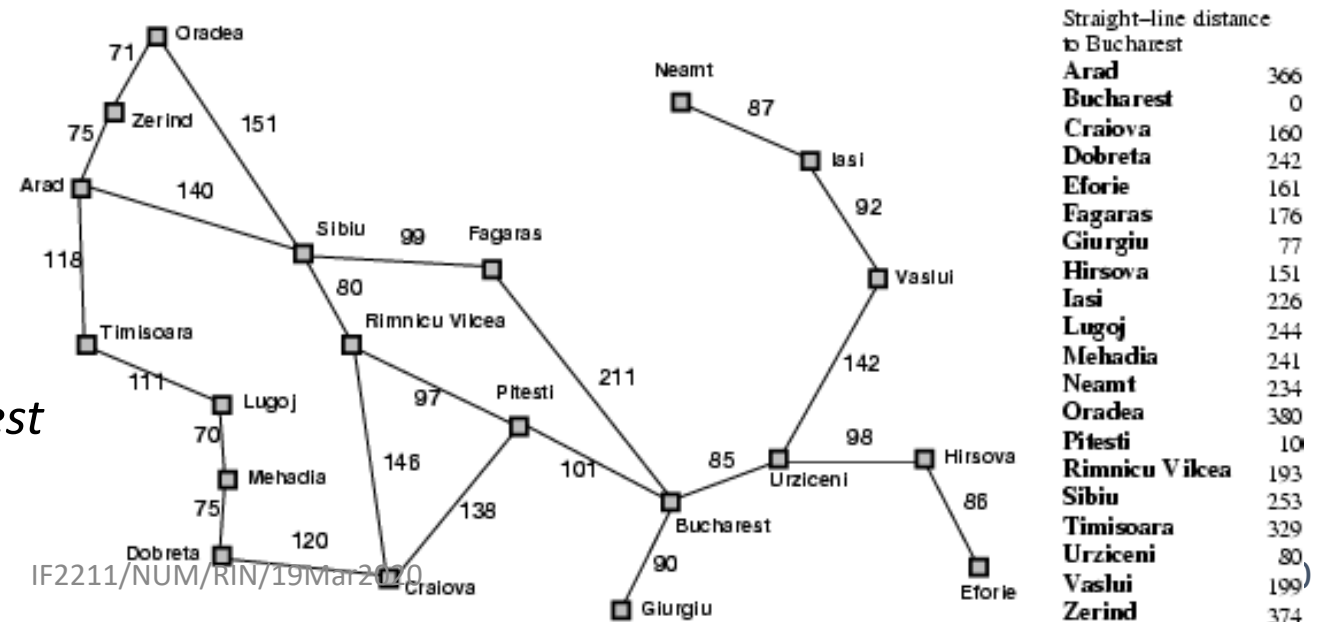 Oradea
71
Neamt
87
Zerind
151
75
Iasi
Arad
140
92
Sibiu
99
Fagaras
118
80
Vaslui
Rimnicu Vilcea
Timisoara
142
111
211
Pitesti
Lugoj
97
est
70
98
146
85
Hirsova
101
Mehadia
Urziceni
86
75
138
Bucharest
120
Dobreta
90
IF2211/NUM/RIN/19Mar2020
Craiova
Eforie
Giurgiu
Straight–line distance
to Bucharest
Arad 366
Bucharest 0
Craiova 160
Dobreta 242
Eforie 161
Fagaras 176
Giurgiu 77
Hirsova 151
Iasi 226
Lugoj 244
Mehadia 241
Neamt 234
Oradea 380
Pitesti 10
Rimnicu Vilcea 193
Sibiu 253
Timisoara 329
Urziceni 80
Vaslui 199
Zerind 374